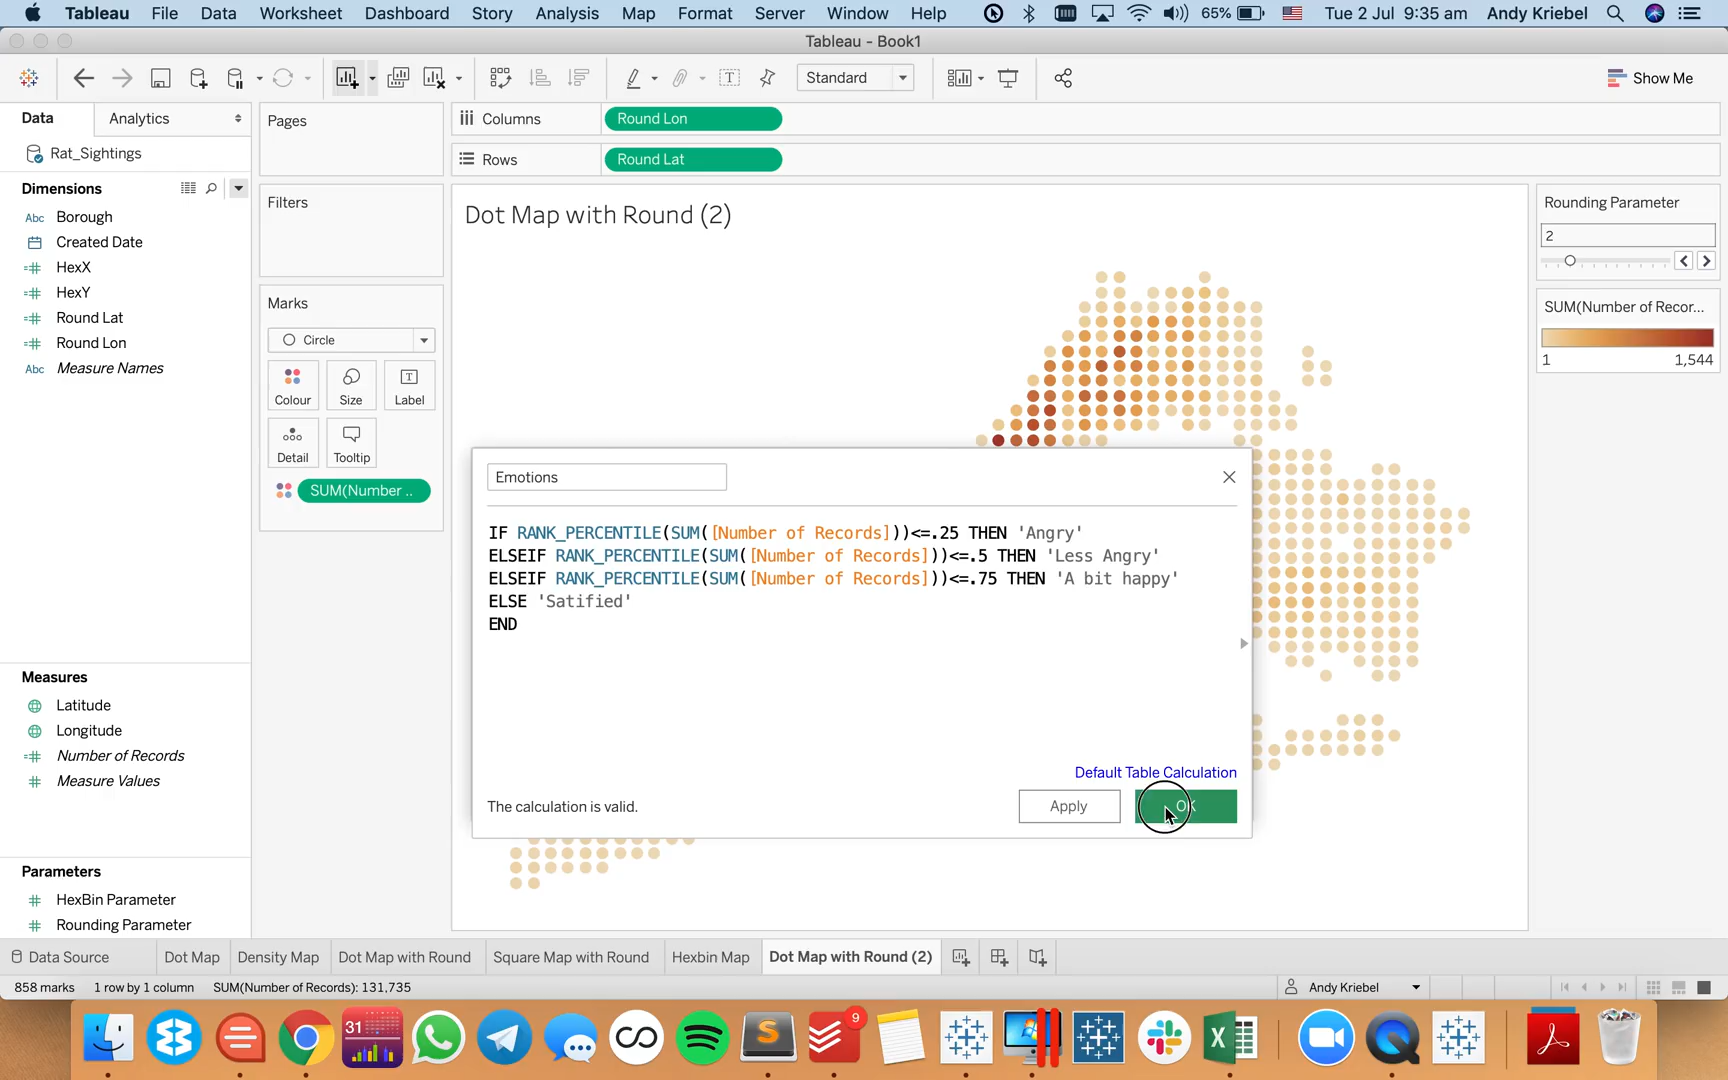 Tableau File Data Worksheet Dashboard Story Analysis Map Format Server Window Help 65% Tue 2 Jul 9:35 am Andy Kriebel
Tableau - Book1
Standard
Show Me
Data Analytics
Pages
Columns Round Lon
Rows Round Lat
Rat_Sightings
Dimensions
Abc Borough
Created Date
HexX
HexY
Round Lat
Round Lon
Abc Measure Names
Filters
Marks
Circle
Colour Size Label
Detail Tooltip
SUM(Number ..
Dot Map with Round (2)
Rounding Parameter
2
SUM(Number of Recor...
1 1,544
Emotions
IF RANK_PERCENTILE(SUM([Number of Records]))<=.25 THEN 'Angry'
ELSEIF RANK_PERCENTILE(SUM([Number of Records]))<=.5 THEN 'Less Angry'
ELSEIF RANK_PERCENTILE(SUM([Number of Records]))<=.75 THEN 'A bit happy'
ELSE 'Satified'
END
Default Table Calculation
The calculation is valid.
Apply OK
Measures
Latitude
Longitude
Number of Records
Measure Values
Parameters
HexBin Parameter
Rounding Parameter
Data Source Dot Map Density Map Dot Map with Round Square Map with Round Hexbin Map Dot Map with Round (2)
858 marks 1 row by 1 column SUM(Number of Records): 131,735 Andy Kriebel
31
9